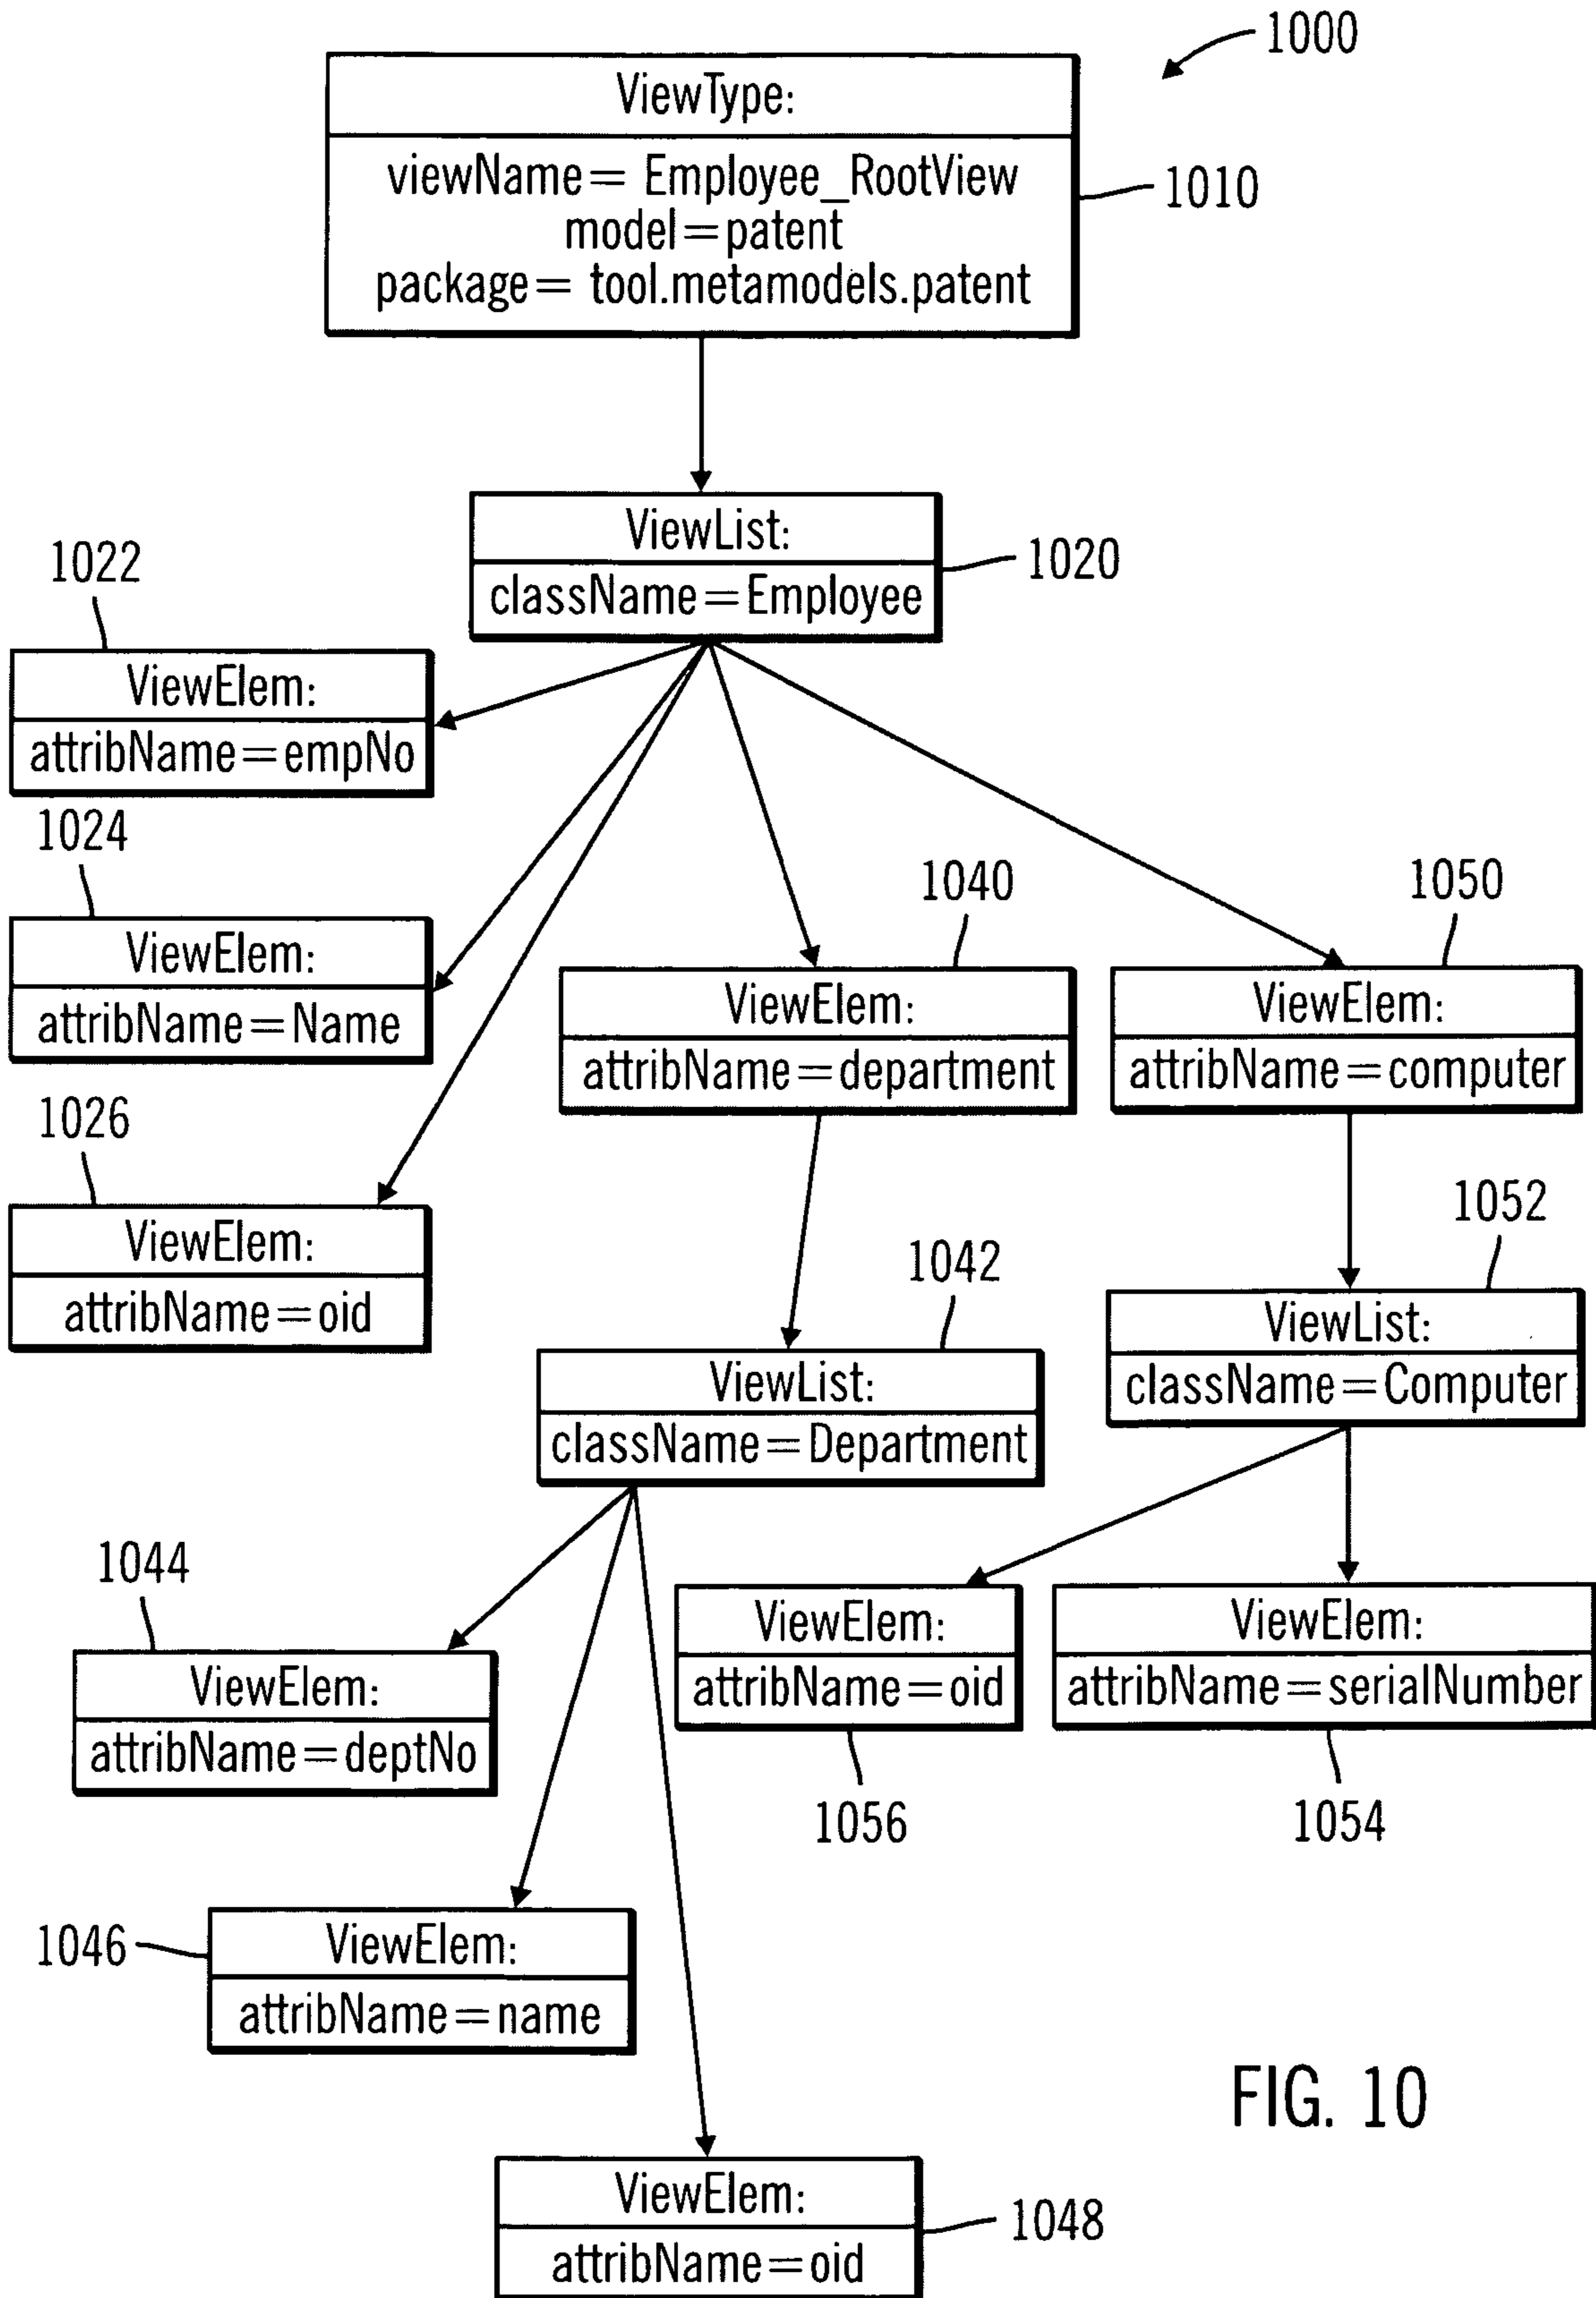 1000
ViewType:
viewName= Employee_RootView
model=patent
package= tool.metamodels.patent
1010
ViewList:
className=Employee
1020
1022
ViewElem:
attribName=empNo
1024
ViewElem:
attribName=Name
1026
ViewElem:
attribName=oid
1040
ViewElem:
attribName=department
1050
ViewElem:
attribName=computer
1042
ViewList:
className=Department
1052
ViewList:
className=Computer
1044
ViewElem:
attribName=deptNo
ViewElem:
attribName=oid
1056
ViewElem:
attribName=serialNumber
1054
1046
ViewElem:
attribName=name
ViewElem:
attribName=oid
1048
FIG. 10